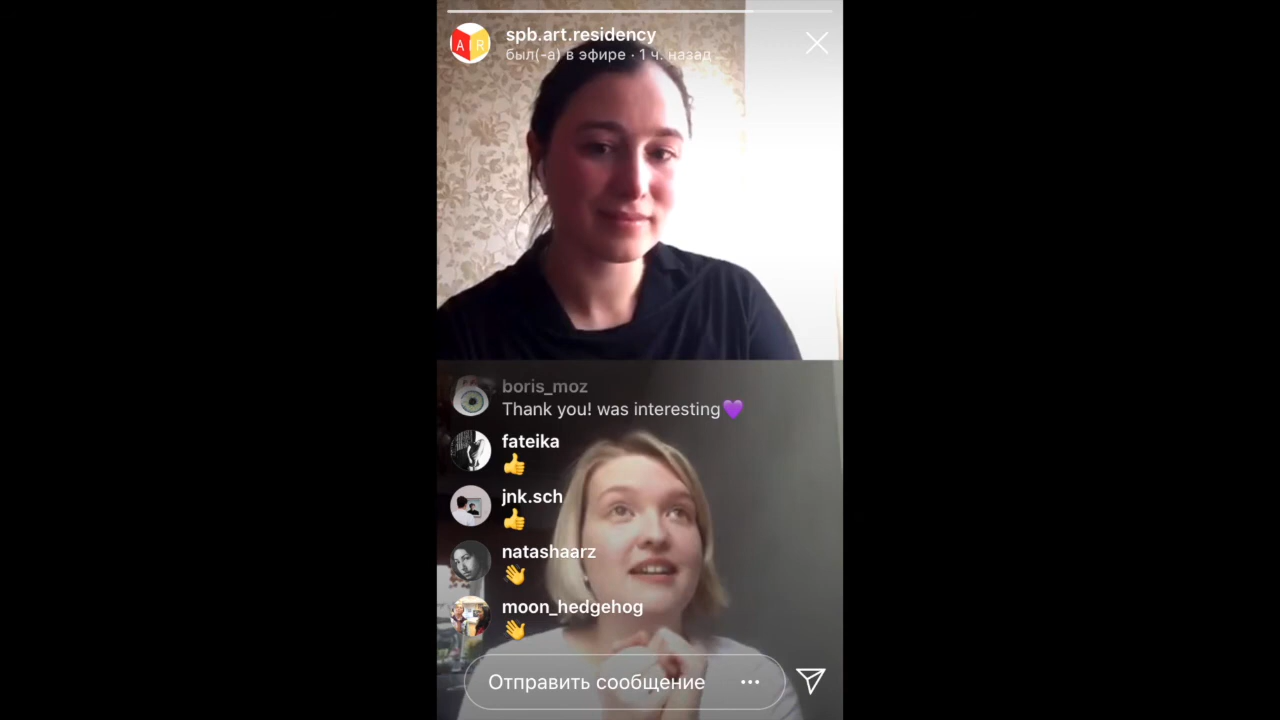 AIR
spb.art.residency
был(-а) в эфире · 1 ч. назад
boris_moz
Thank you! was interesting💜
fateika
👍
jnk.sch
👍
natashaarz
👋
moon_hedgehog
👋
Отправить сообщение